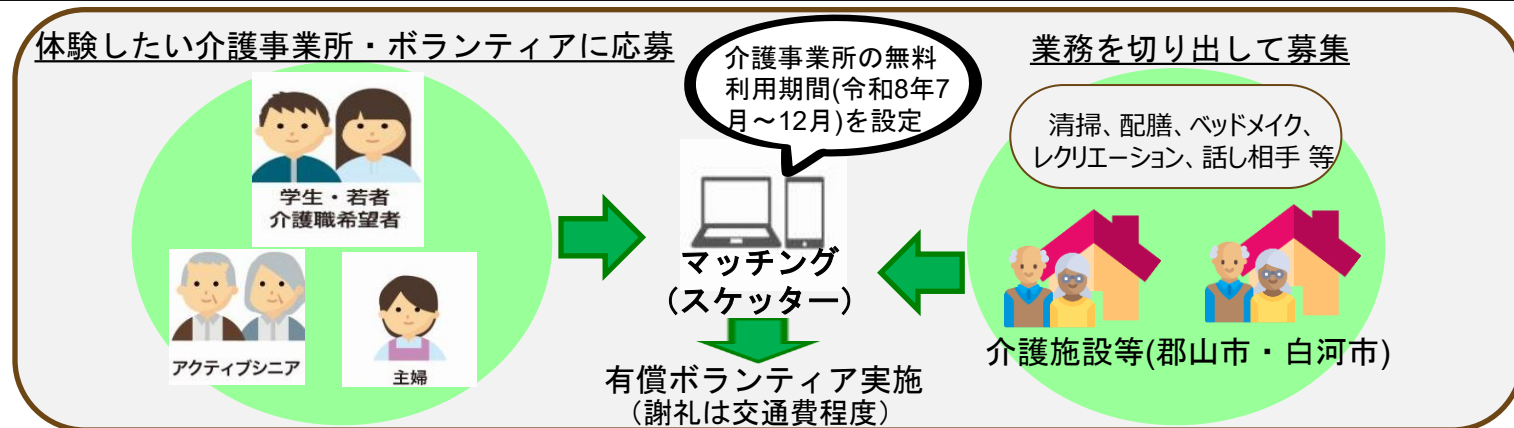 体験したい介護事業所・ボランティアに応募
学生・若者
介護職希望者
アクティブシニア
主婦
介護事業所の無料
利用期間(令和8年7
月～12月)を設定
マッチング
（スケッター）
有償ボランティア実施
（謝礼は交通費程度）
業務を切り出して募集
清掃、配膳、ベッドメイク、
レクリエーション、話し相手 等
介護施設等(郡山市・白河市)